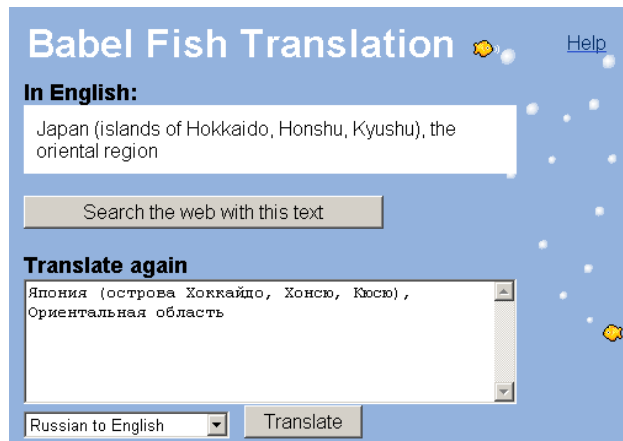 Babel Fish Translation
Help
In English:
Japan (islands of Hokkaido, Honshu, Kyushu), the
oriental region
Search the web with this text
Translate again
Япония (острова Хоккайдо, Хонсю, Кюсю),
Ориентальная область
Russian to English
Translate